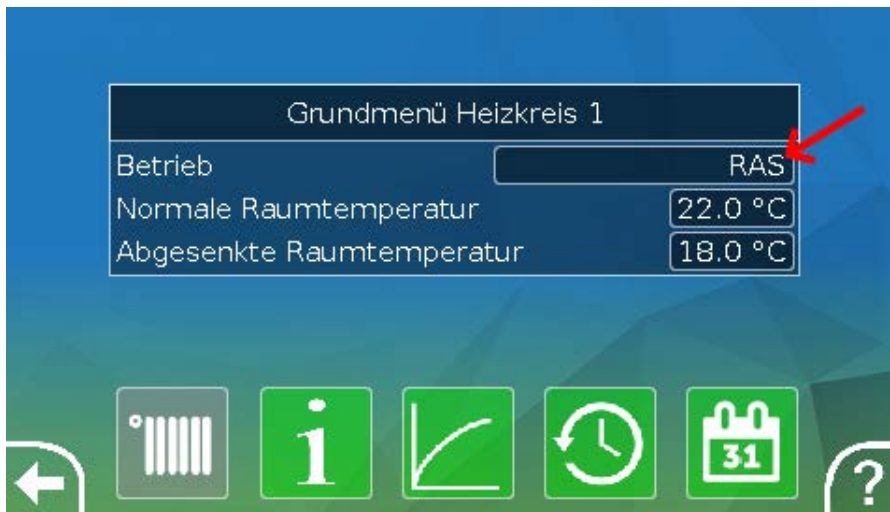 Grundmenü Heizkreis 1
Betrieb RAS
Normale Raumtemperatur 22.0 °C
Abgesenkte Raumtemperatur 18.0 °C
i
31
?